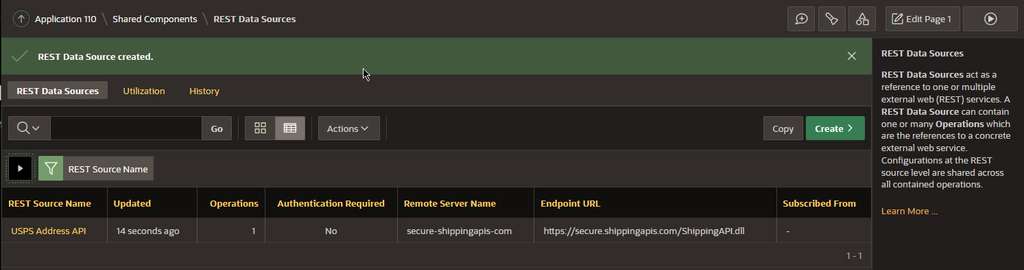 Application 110 \ Shared Components \ REST Data Sources
Edit Page 1
REST Data Source created.
REST Data Sources
Utilization
History
Go
Actions
Copy
Create
REST Source Name
REST Source Name Updated Operations Authentication Required Remote Server Name Endpoint URL Subscribed From
USPS Address API 14 seconds ago 1 No secure-shippingapis-com https://secure.shippingapis.com/ShippingAPI.dll -
1 - 1
REST Data Sources
REST Data Sources act as a
reference to one or multiple
external web (REST) services. A
REST Data Source can contain
one or many Operations which
are the references to a concrete
external web service.
Configurations at the REST
source level are shared across
all contained operations.
Learn More ...